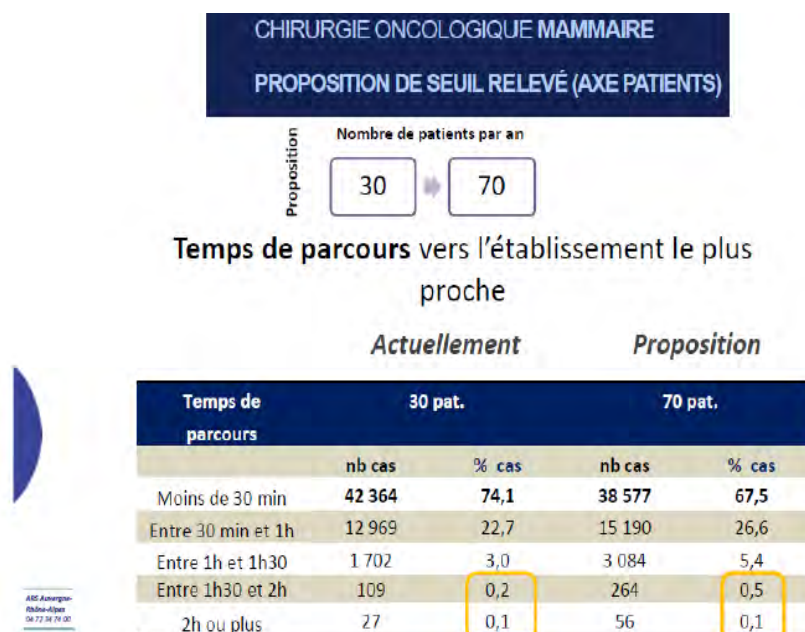 CHIRURGIE ONCOLOGIQUE MAMMAIRE
PROPOSITION DE SEUIL RELEVÉ (AXE PATIENTS)
Proposition
Nombre de patients par an
30
70
Temps de parcours vers l'établissement le plus
proche
Actuellement Proposition
Temps de parcours 30 pat. 70 pat.
nb cas % cas nb cas % cas
Moins de 30 min 42 364 74,1 38 577 67,5
Entre 30 min et 1h 12 969 22,7 15 190 26,6
Entre 1h et 1h30 1 702 3,0 3 084 5,4
Entre 1h30 et 2h 109 0,2 264 0,5
2h ou plus 27 0,1 56 0,1
ARS Auvergne-
Rhône-Alpes
04 72 34 74 00